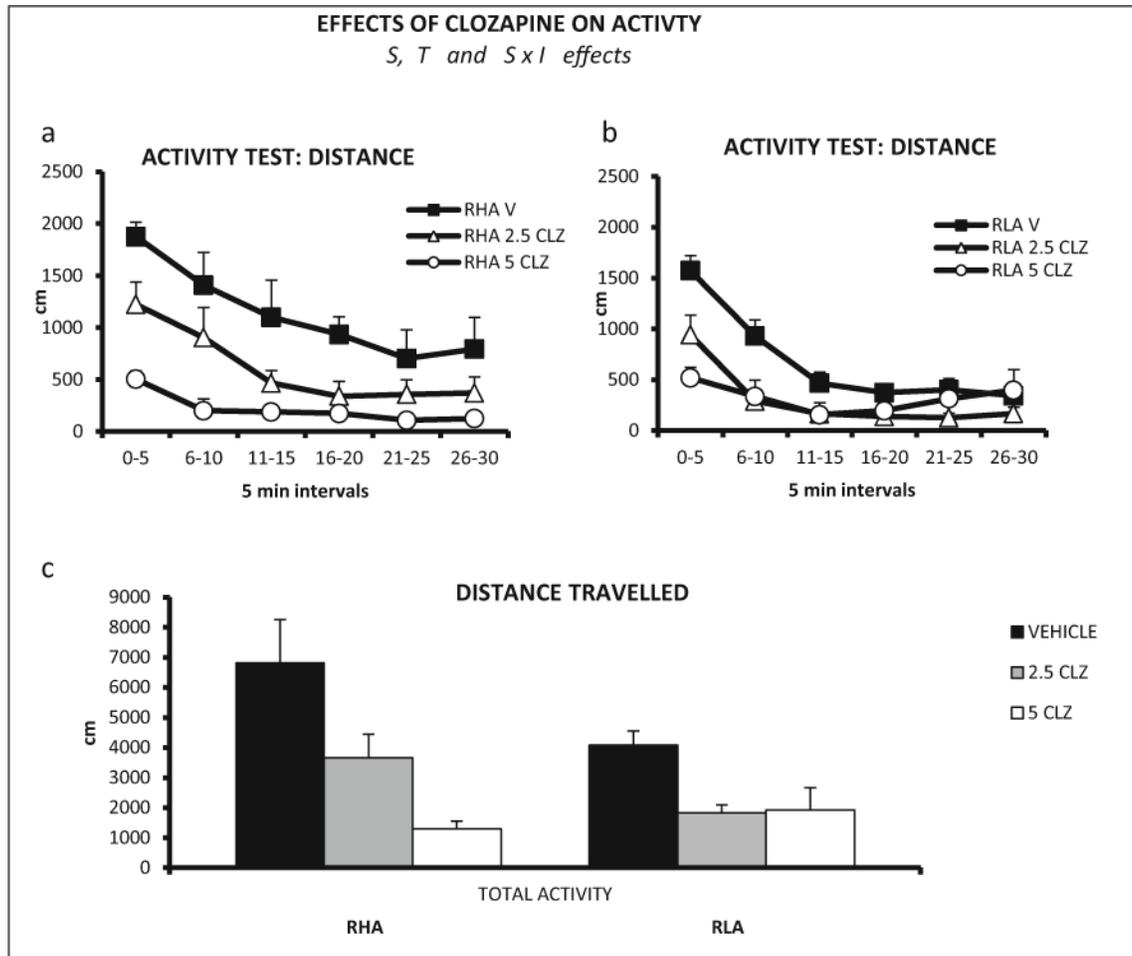 EFFECTS OF CLOZAPINE ON ACTIVTY
S, T and S x I effects
a
ACTIVITY TEST: DISTANCE
2500
2000
1500
1000
500
0
cm
RHA V
RHA 2.5 CLZ
RHA 5 CLZ
0-5 6-10 11-15 16-20 21-25 26-30
5 min intervals
b
ACTIVITY TEST: DISTANCE
2500
2000
1500
1000
500
0
cm
RLA V
RLA 2.5 CLZ
RLA 5 CLZ
0-5 6-10 11-15 16-20 21-25 26-30
5 min intervals
c
DISTANCE TRAVELLED
9000
8000
7000
6000
5000
4000
3000
2000
1000
0
cm
VEHICLE
2.5 CLZ
5 CLZ
TOTAL ACTIVITY
RHA RLA